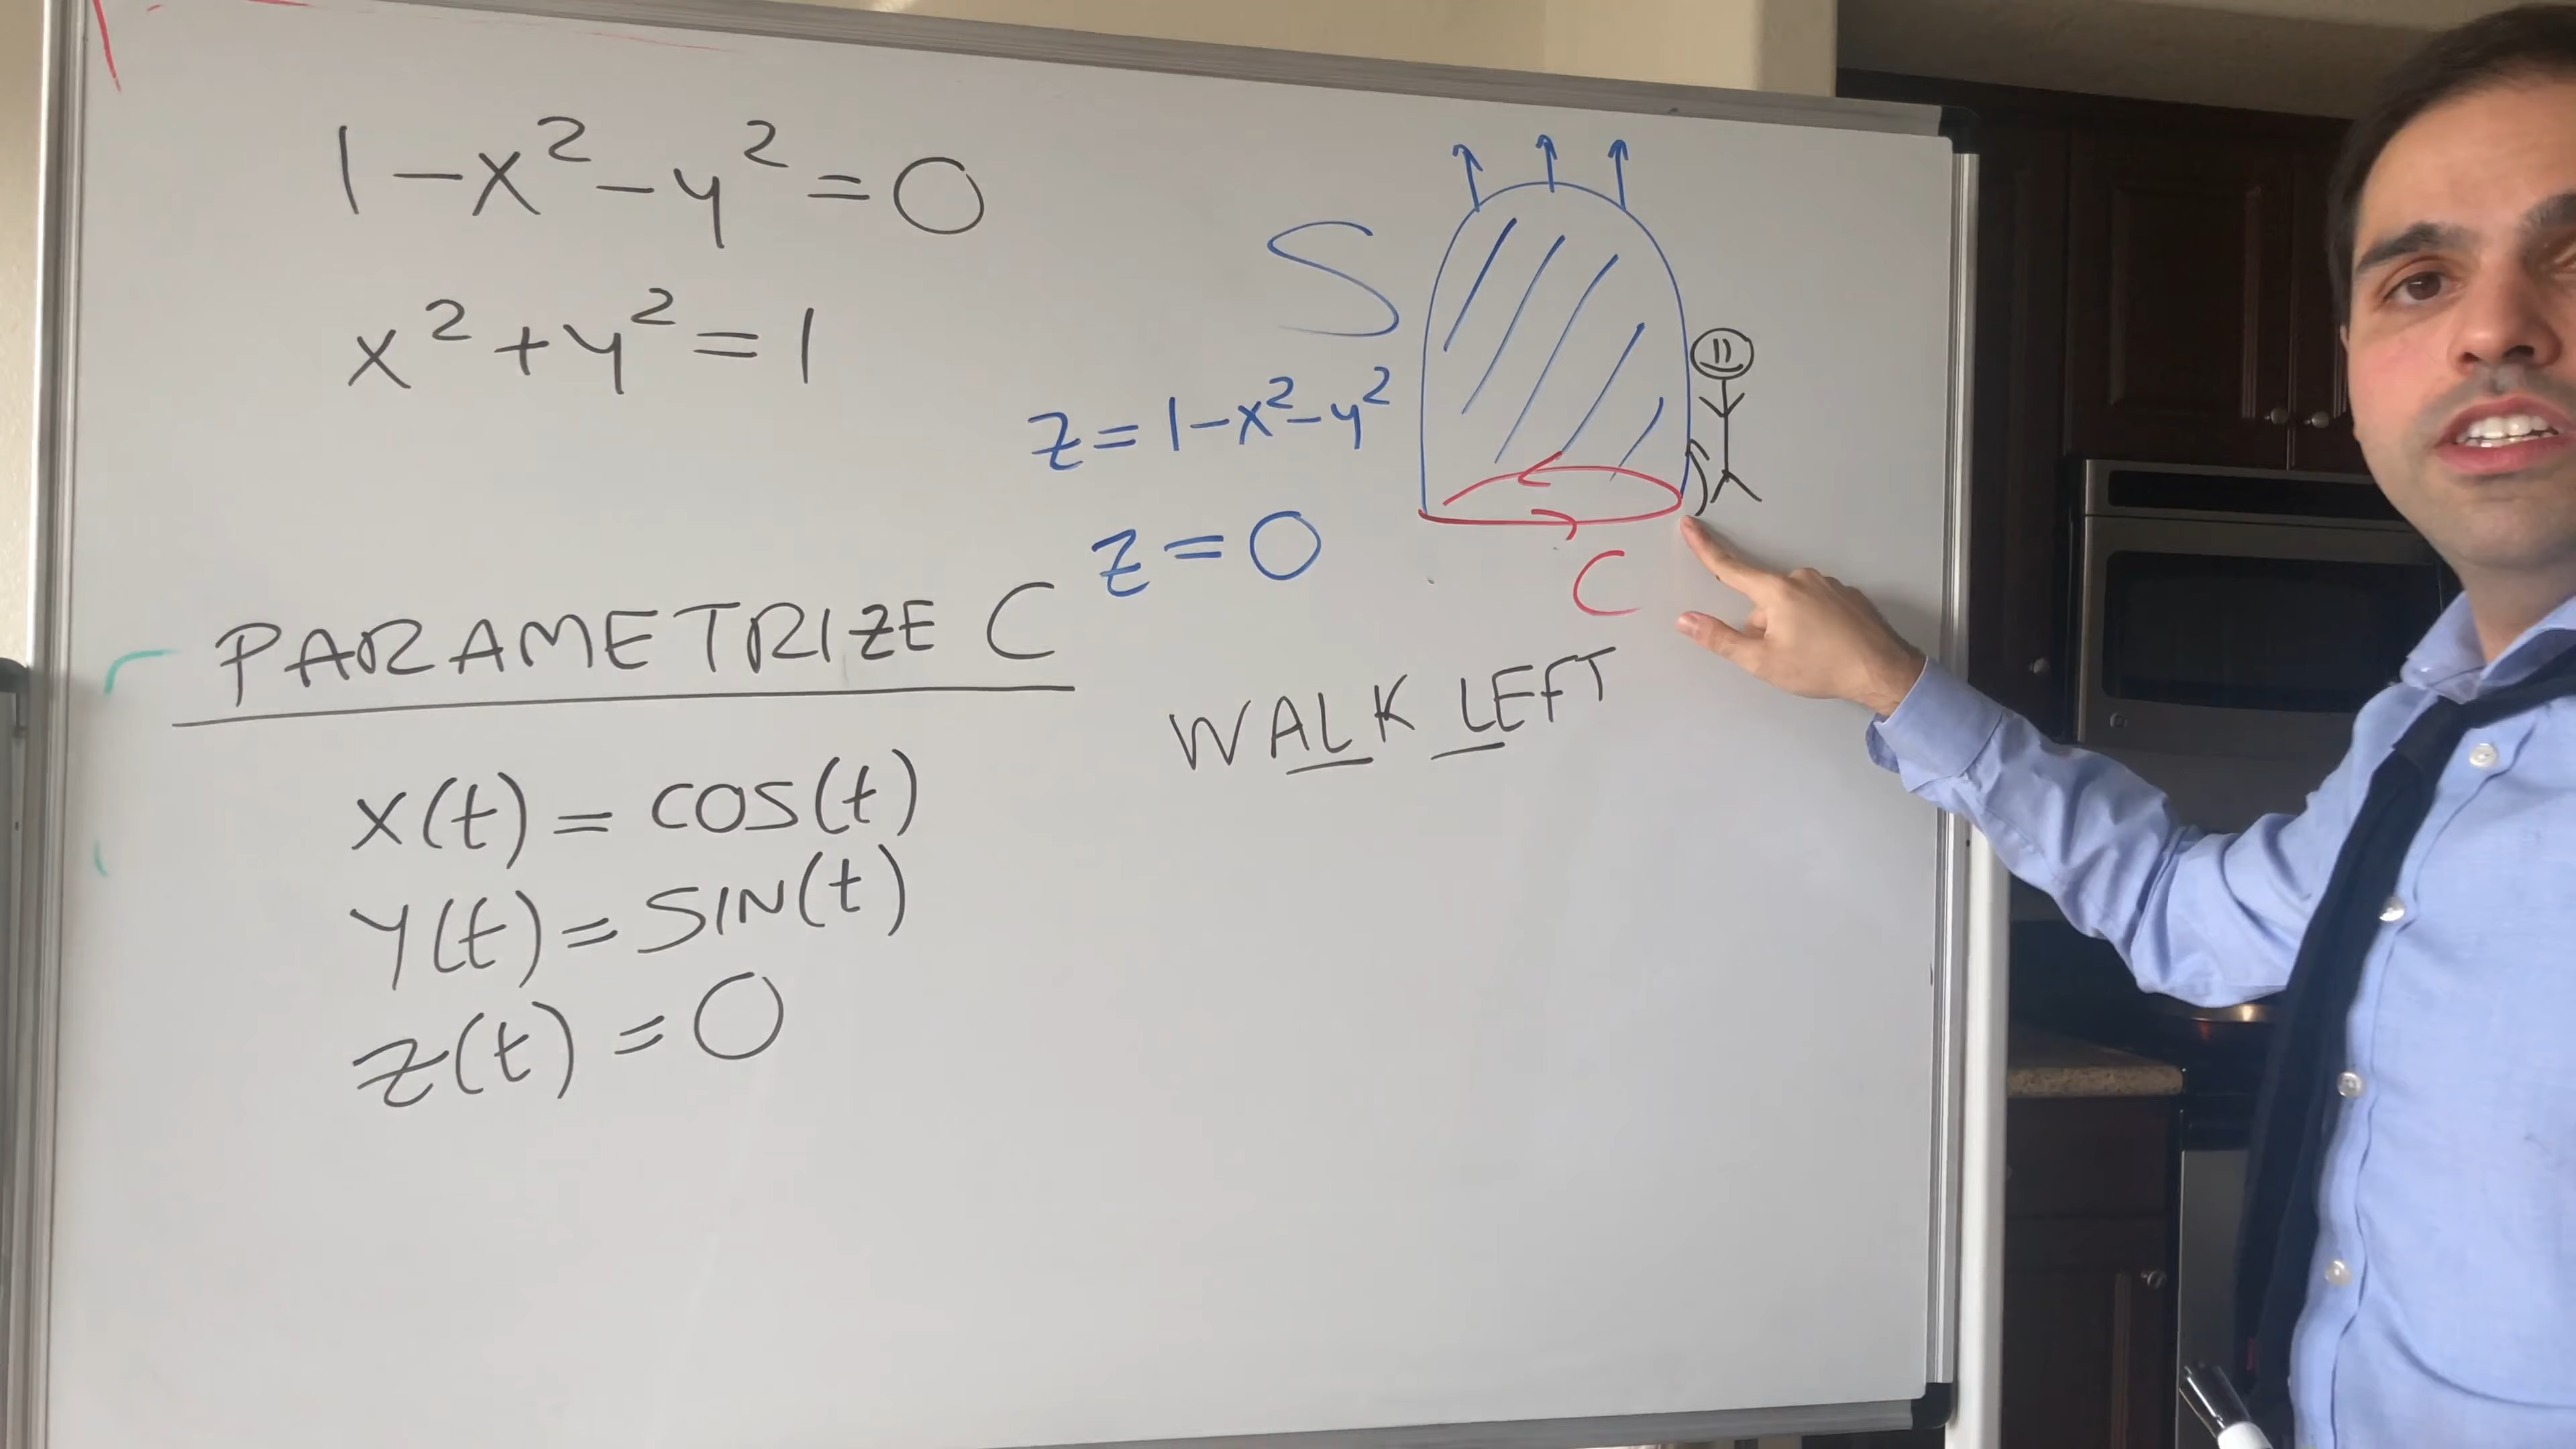 1-x²-y²=0
x²+y²=1
S
z=1-x²-y²
z=0
C
PARAMETRIZE C
WALK LEFT
x(t)=cos(t)
y(t)=SIN(t)
z(t)=0